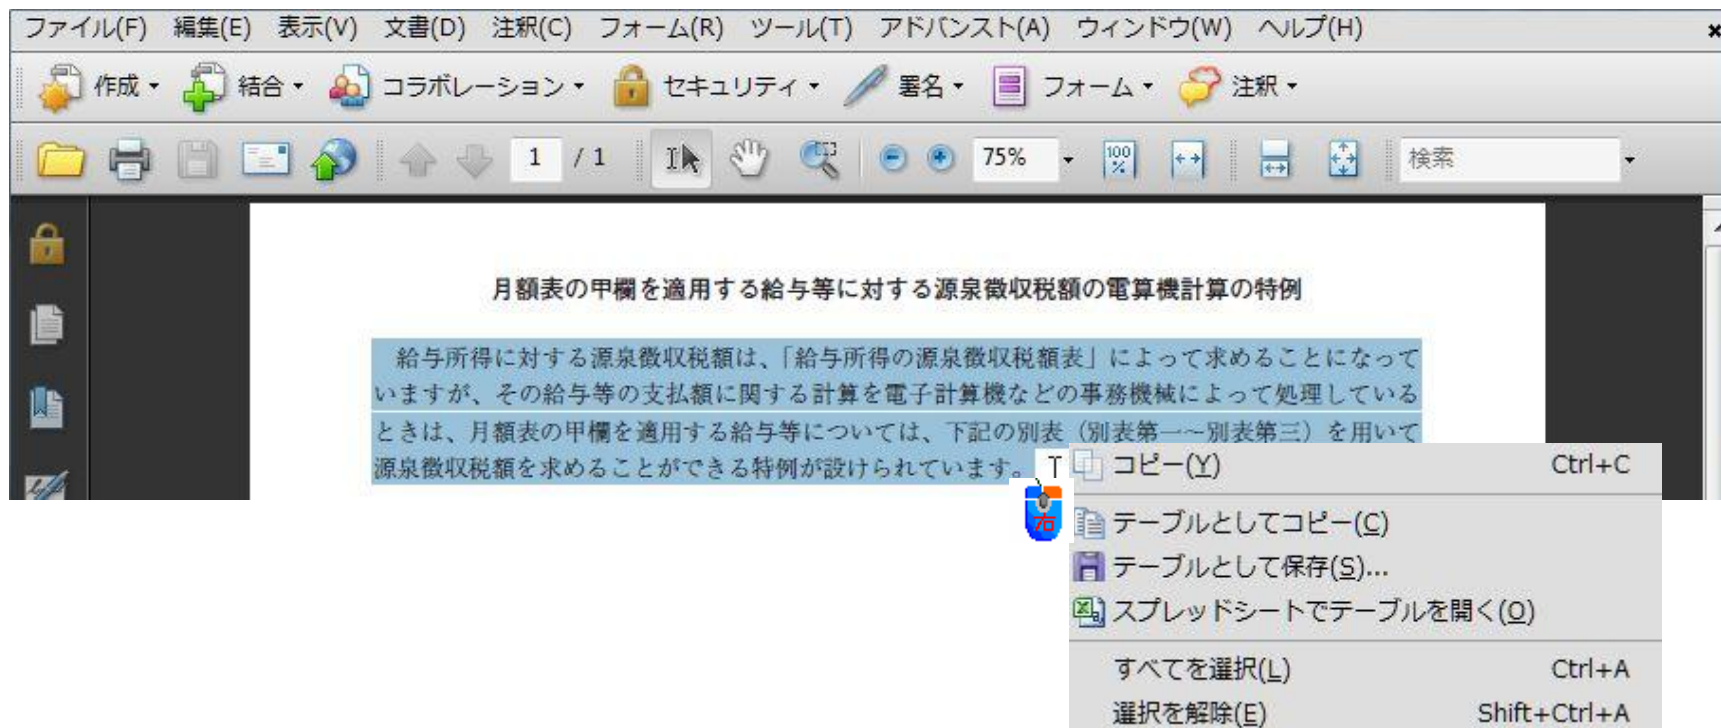 ファイル(F) 編集(E) 表示(V) 文書(D) 注釈(C) フォーム(R) ツール(T) アドバンスト(A) ウィンドウ(W) ヘルプ(H)
作成 結合 コラボレーション セキュリティ 署名 フォーム 注釈
1 / 1 75% 100% 検索
月額表の甲欄を適用する給与等に対する源泉徴収税額の電算機計算の特例
給与所得に対する源泉徴収税額は、「給与所得の源泉徴収税額表」によって求めることになって
いますが、その給与等の支払額に関する計算を電子計算機などの事務機械によって処理している
ときは、月額表の甲欄を適用する給与等については、下記の別表（別表第一〜別表第三）を用いて
源泉徴収税額を求めることができる特例が設けられています。
右
コピー(Y) Ctrl+C
テーブルとしてコピー(C)
テーブルとして保存(S)...
スプレッドシートでテーブルを開く(O)
すべてを選択(L) Ctrl+A
選択を解除(E) Shift+Ctrl+A